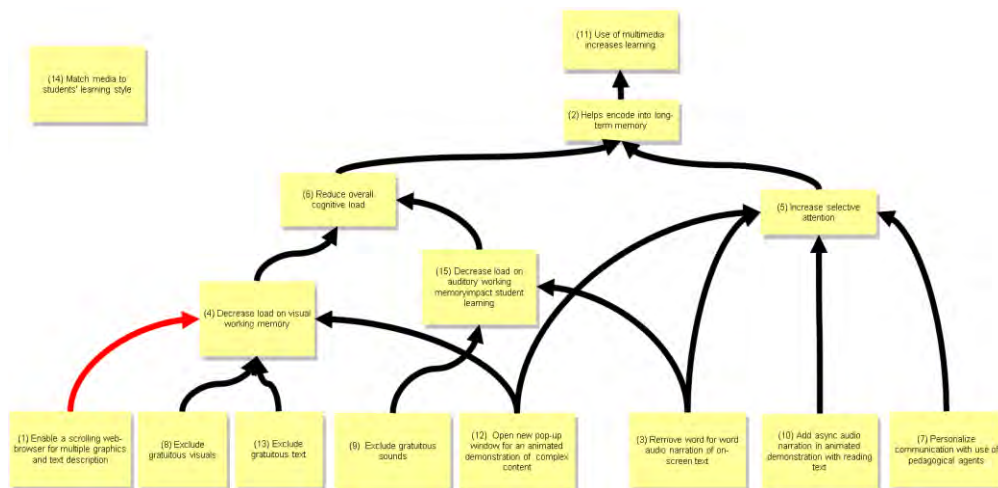 (11) Use of multimedia
increases learning
(14) Match media to
students' learning style
(2) Helps encode into long-
term memory
(6) Reduce overall
cognitive load
(5) Increase selective
attention
(15) Decrease load on
auditory working
memoryimpact student
learning
(4) Decrease load on visual
working memory
(1) Enable a scrolling web-
browser for multiple graphics
and text description
(8) Exclude
gratuitous visuals
(13) Exclude
gratuitous text
(9) Exclude gratuitous
sounds
(12) Open new pop-up
window for an animated
demonstration of complex
content
(3) Remove word for word
audio narration of on-
screen text
(10) Add async audio
narration in animated
demonstration with reading
text
(7) Personalize
communication with use of
pedagogical agents